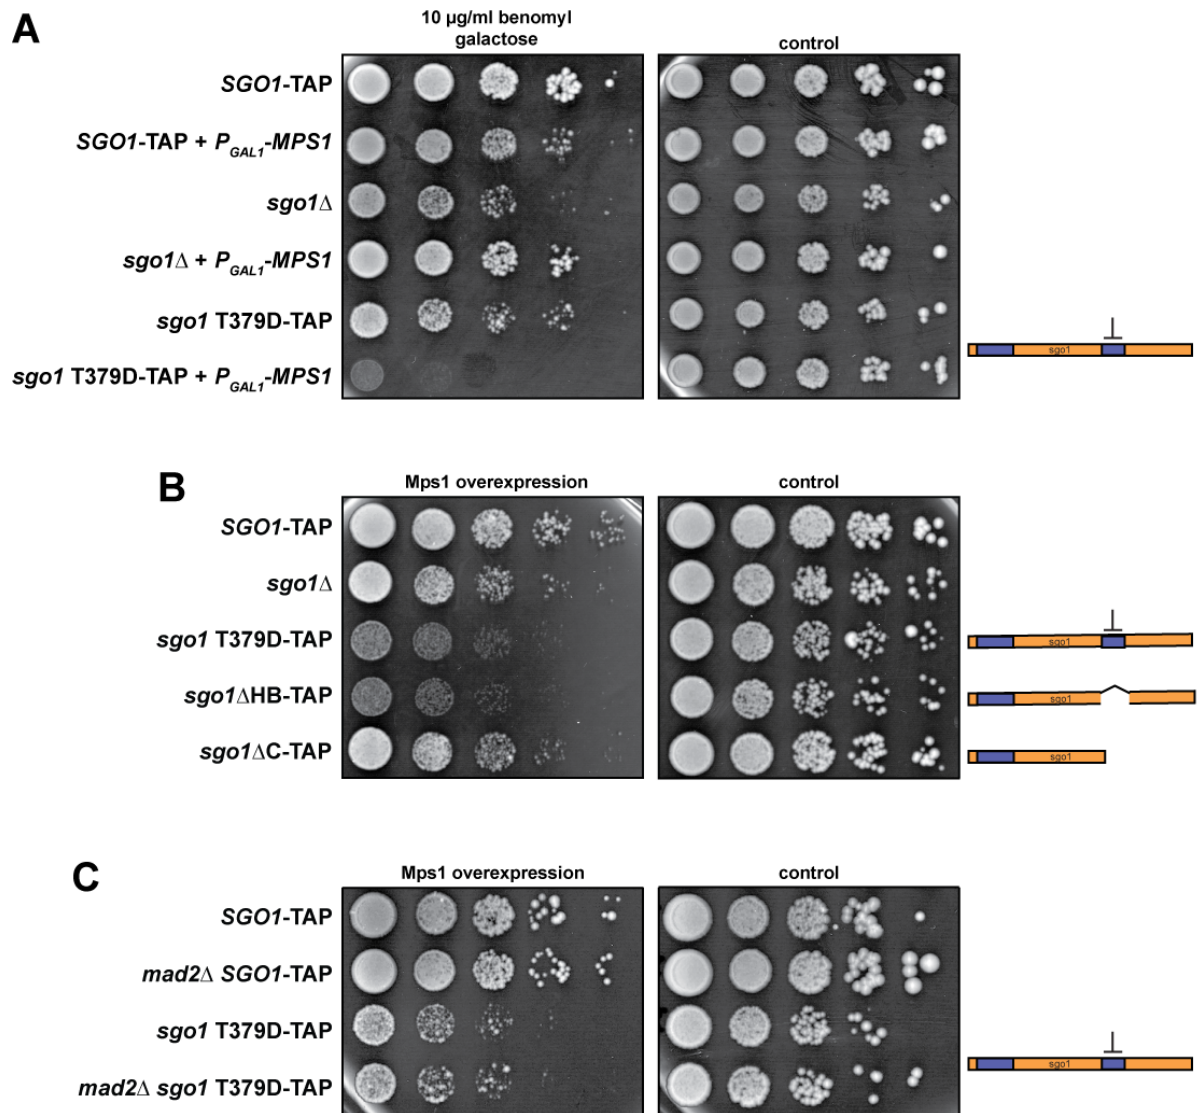 A
10 µg/ml benomyl
galactose
control
SGO1-TAP
SGO1-TAP + PGAL1-MPS1
sgo1Δ
sgo1Δ + PGAL1-MPS1
sgo1 T379D-TAP
sgo1
sgo1 T379D-TAP + PGAL1-MPS1
B
Mps1 overexpression
control
SGO1-TAP
sgo1Δ
sgo1 T379D-TAP
sgo1
sgo1ΔHB-TAP
sgo1
sgo1ΔC-TAP
sgo1
C
Mps1 overexpression
control
SGO1-TAP
mad2Δ SGO1-TAP
sgo1 T379D-TAP
sgo1
mad2Δ sgo1 T379D-TAP